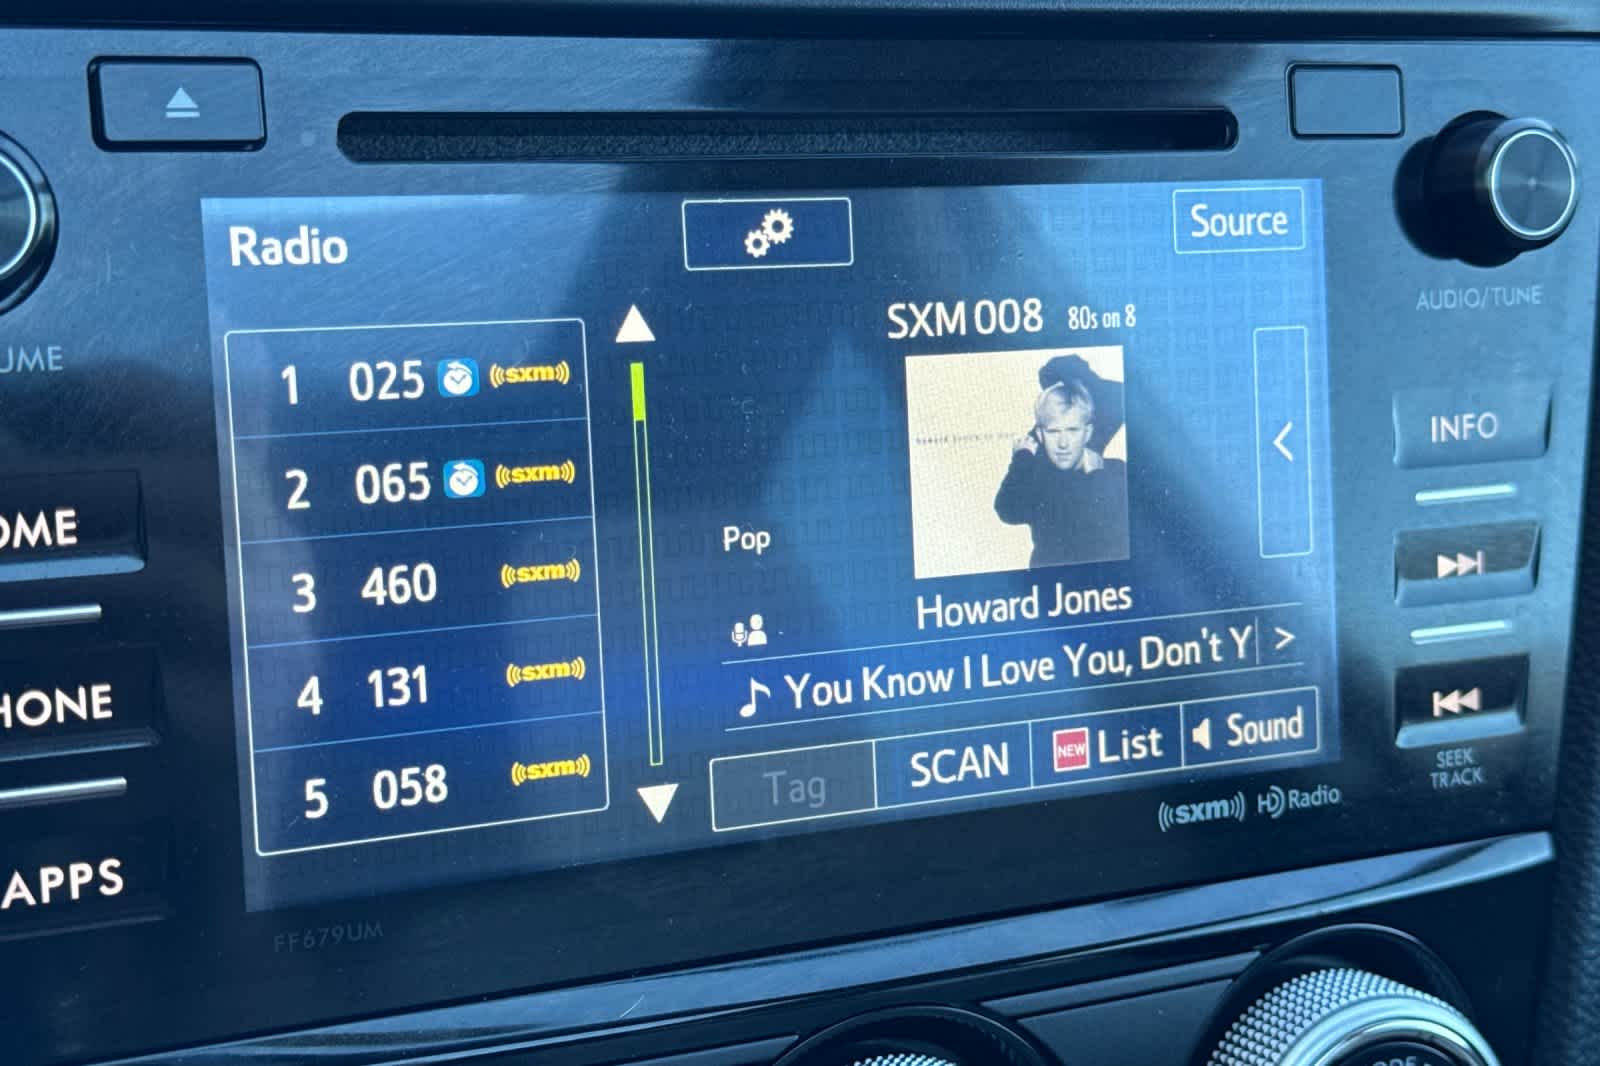 Radio
Source
SXM 008 80s on 8
1 025 sxm
2 065 sxm
3 460 sxm
4 131 sxm
5 058 sxm
Pop
Howard Jones
You Know I Love You, Don't Y
>
Tag
SCAN
NEW List
Sound
sxm HD Radio
FF679UM
UME
OME
HONE
APPS
AUDIO/TUNE
INFO
SEEK
TRACK